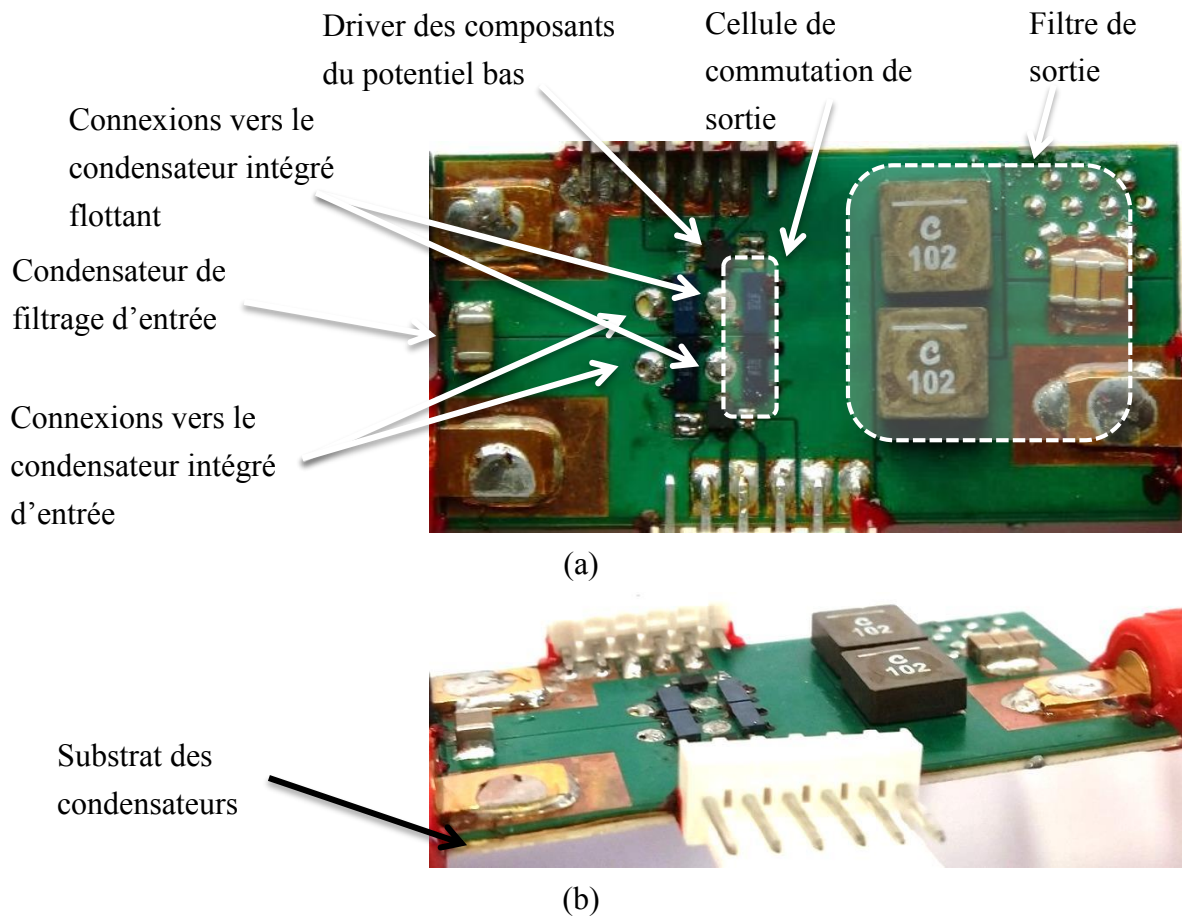 Driver des composants
du potentiel bas
Cellule de
commutation de
sortie
Filtre de
sortie
Connexions vers le
condensateur intégré
flottant
Condensateur de
filtrage d’entrée
Connexions vers le
condensateur intégré
d’entrée
C
102
C
102
(a)
C
102
C
102
Substrat des
condensateurs
(b)